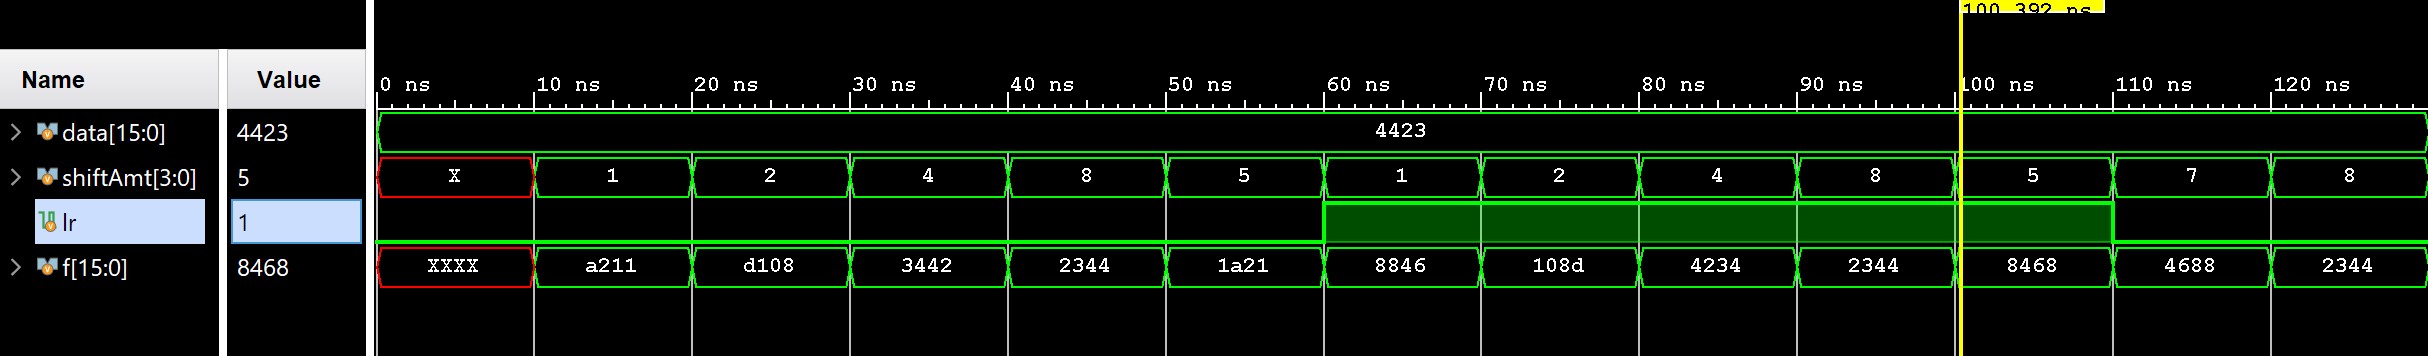 100.392 ns
Name Value
0 ns 10 ns 20 ns 30 ns 40 ns 50 ns 60 ns 70 ns 80 ns 90 ns 100 ns 110 ns 120 ns
data[15:0] 4423 4423
shiftAmt[3:0] 5 X 1 2 4 8 5 1 2 4 8 5 7 8
lr 1
f[15:0] 8468 XXXX a211 d108 3442 2344 1a21 8846 108d 4234 2344 8468 4688 2344